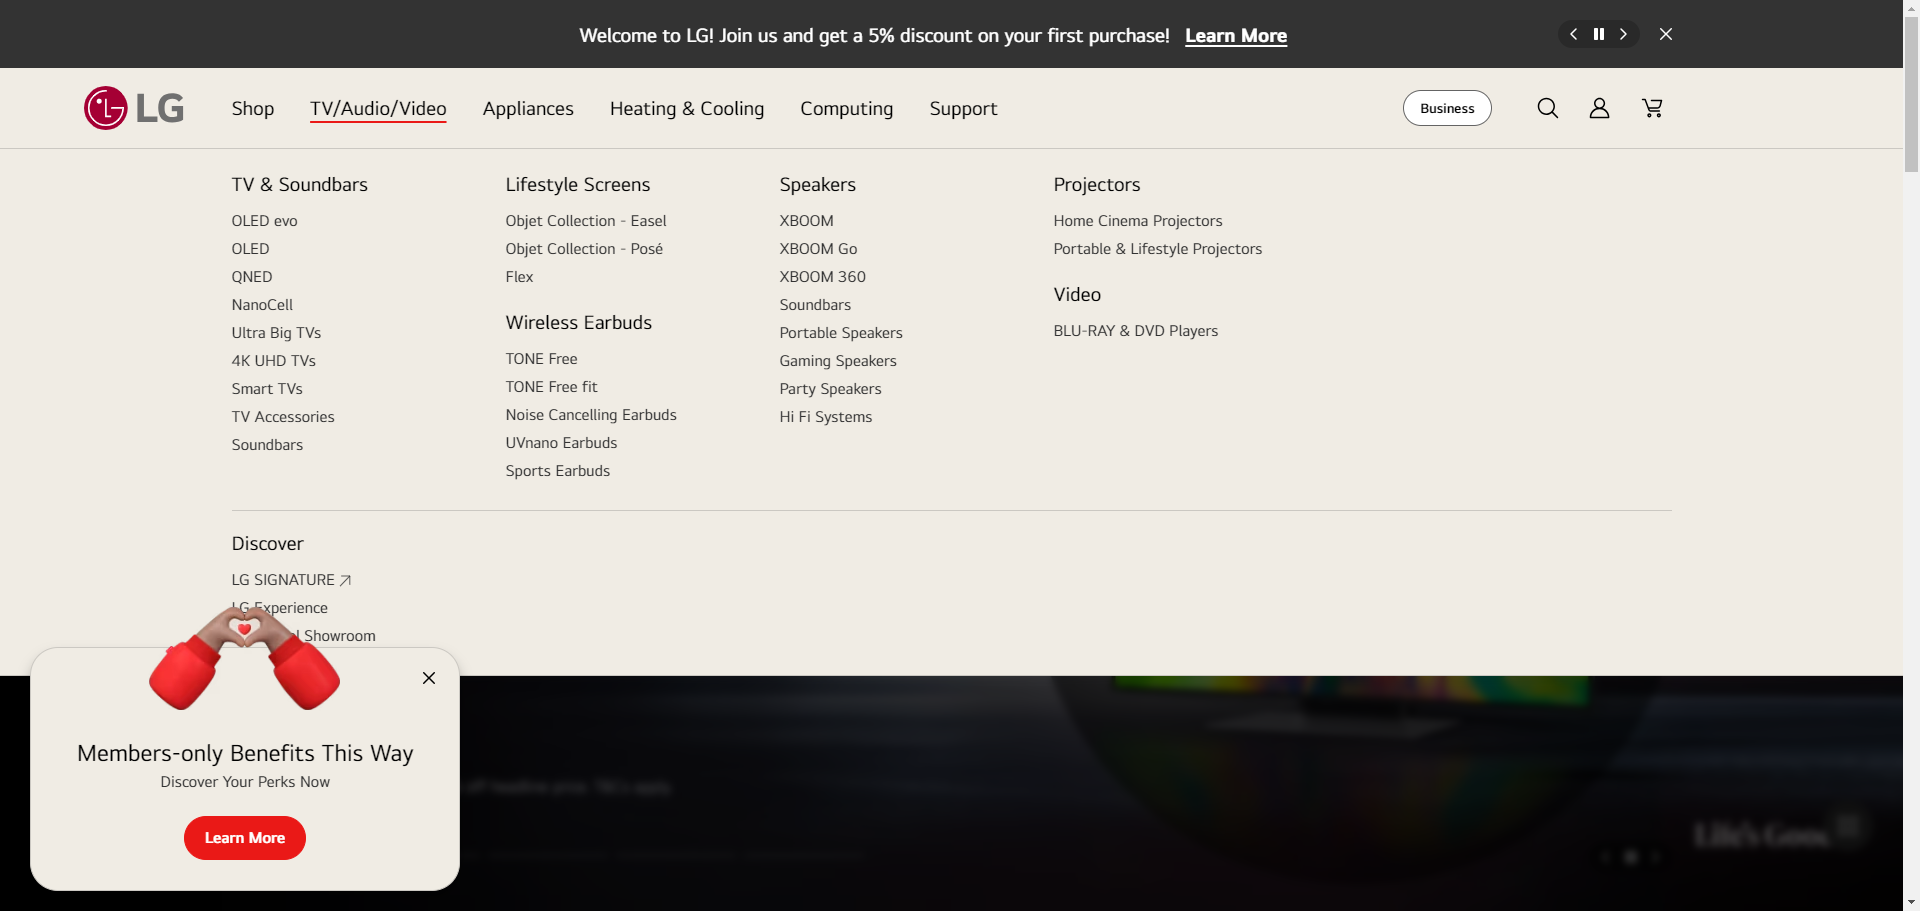 Welcome to LG! Join us and get a 5% discount on your first purchase! Learn More
LG
Shop
TV/Audio/Video
Appliances
Heating & Cooling
Computing
Support
Business
TV & Soundbars
OLED evo
OLED
QNED
NanoCell
Ultra Big TVs
4K UHD TVs
Smart TVs
TV Accessories
Soundbars
Lifestyle Screens
Objet Collection - Easel
Objet Collection - Posé
Flex
Wireless Earbuds
TONE Free
TONE Free fit
Noise Cancelling Earbuds
UVnano Earbuds
Sports Earbuds
Speakers
XBOOM
XBOOM Go
XBOOM 360
Soundbars
Portable Speakers
Gaming Speakers
Party Speakers
Hi Fi Systems
Projectors
Home Cinema Projectors
Portable & Lifestyle Projectors
Video
BLU-RAY & DVD Players
Discover
LG SIGNATURE
LG Experience
Showroom
Members-only Benefits This Way
Discover Your Perks Now
Learn More
Life's Good